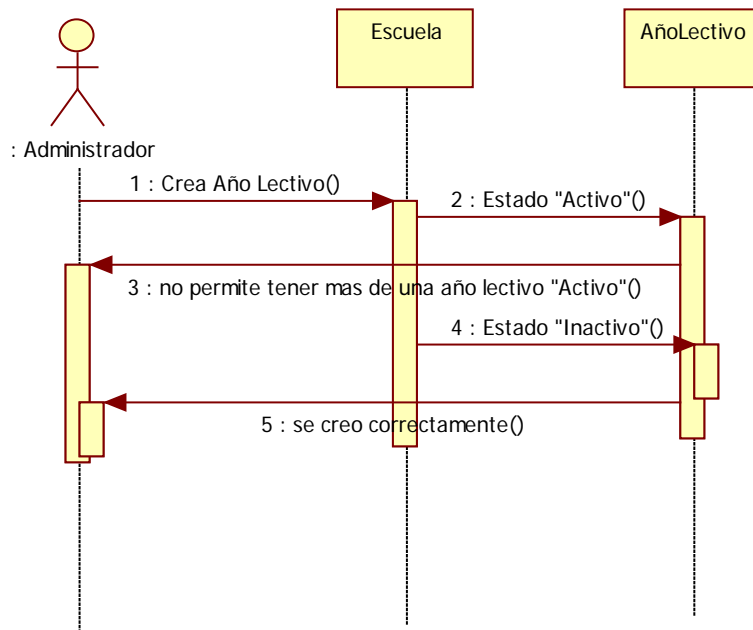 Escuela
AñoLectivo
: Administrador
1 : Crea Año Lectivo()
2 : Estado "Activo"()
3 : no permite tener mas de una año lectivo "Activo"()
4 : Estado "Inactivo"()
5 : se creo correctamente()